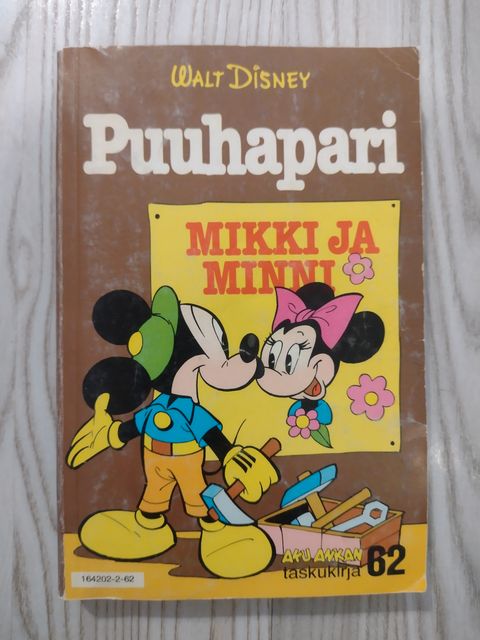 WALT DISNEY
Puuhapari
MIKKI JA
MINNI
AKU ANKAN
taskukirja 62
164202-2-62